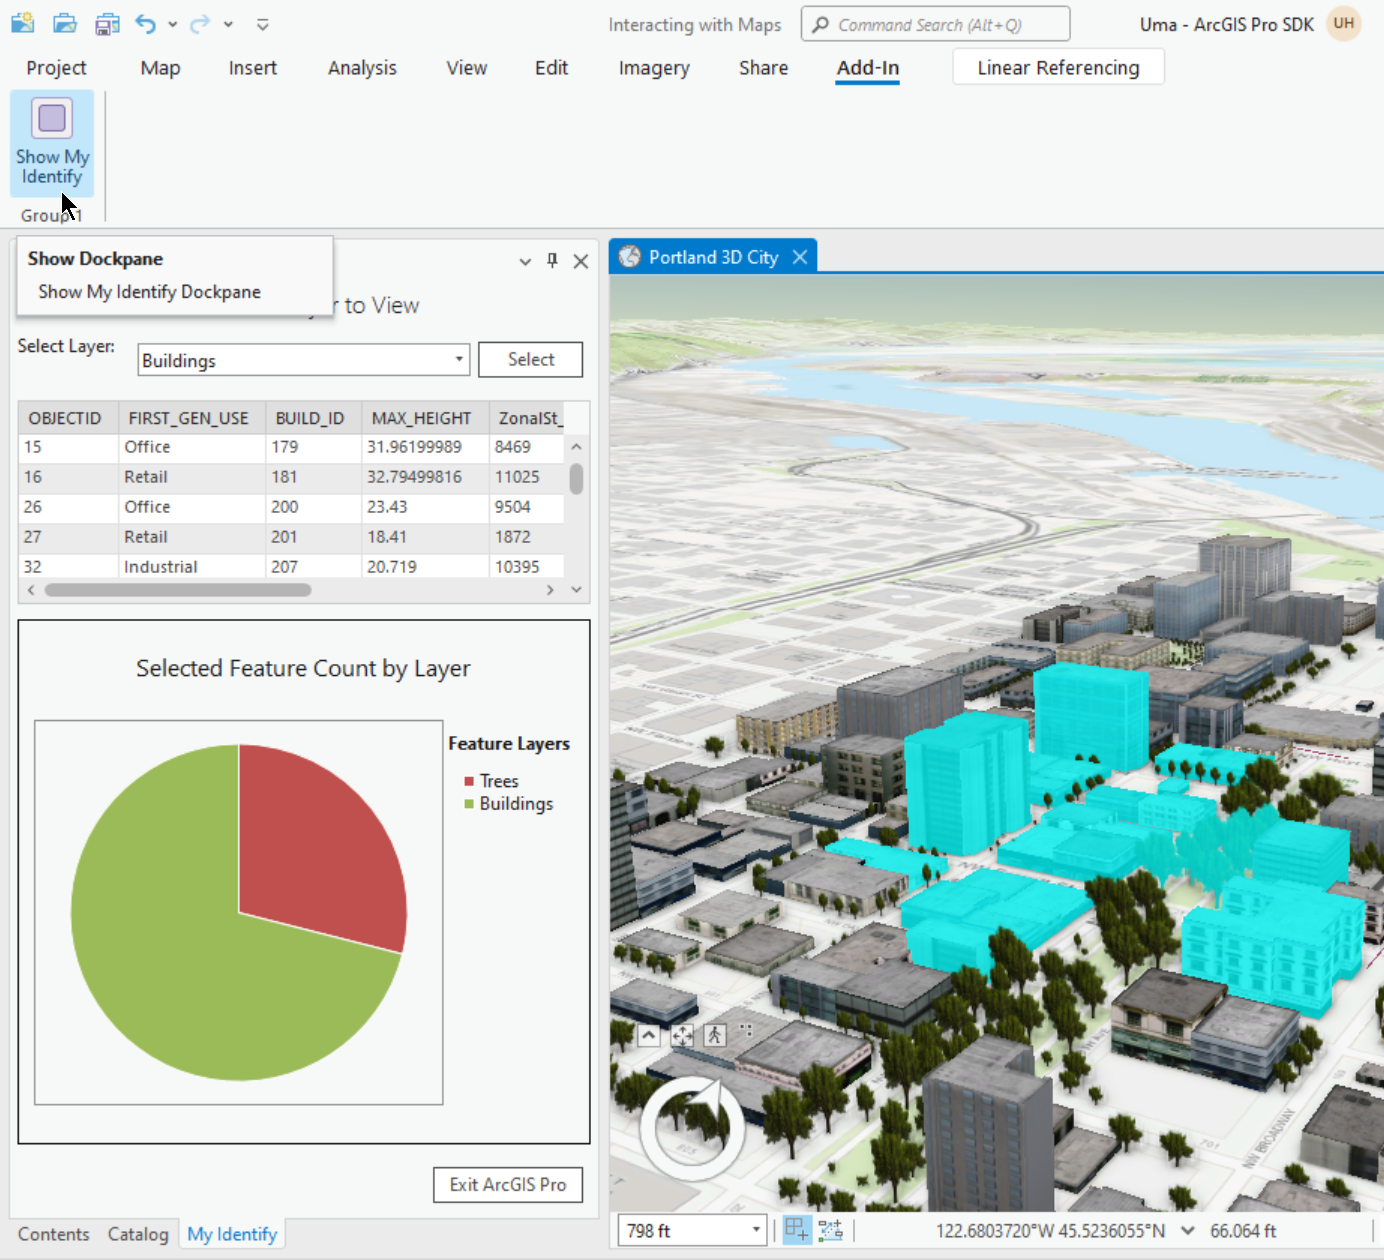 Interacting with Maps
Command Search (Alt+Q)
Uma - ArcGIS Pro SDK
UH
Project
Map
Insert
Analysis
View
Edit
Imagery
Share
Add-In
Linear Referencing
Show My
Identify
Group 1
Show Dockpane
Show My Identify Dockpane
to View
Select Layer:
Buildings
Select
OBJECTID FIRST_GEN_USE BUILD_ID MAX_HEIGHT ZonalSt_
15 Office 179 31.96199989 8469
16 Retail 181 32.79499816 11025
26 Office 200 23.43 9504
27 Retail 201 18.41 1872
32 Industrial 207 20.719 10395
Selected Feature Count by Layer
Feature Layers
Trees
Buildings
Exit ArcGIS Pro
Contents
Catalog
My Identify
Portland 3D City
NW BROADWAY
798 ft
122.6803720°W 45.5236055°N
66.064 ft